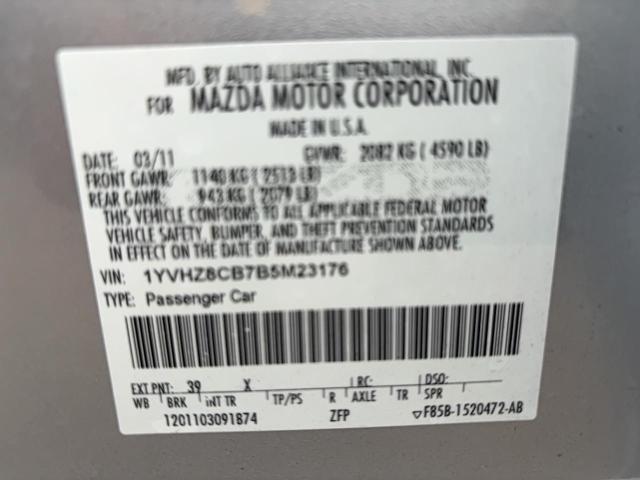 MFD. BY AUTO ALLIANCE INTERNATIONAL, INC.
FOR MAZDA MOTOR CORPORATION
MADE IN U.S.A.
DATE: 03/11 GVWR: 2082 KG ( 4590 LB)
FRONT GAWR: 1140 KG ( 2513 LB)
REAR GAWR: 943 KG ( 2079 LB)
THIS VEHICLE CONFORMS TO ALL APPLICABLE FEDERAL MOTOR
VEHICLE SAFETY, BUMPER, AND THEFT PREVENTION STANDARDS
IN EFFECT ON THE DATE OF MANUFACTURE SHOWN ABOVE.
VIN: 1YVHZ8CB7B5M23176
TYPE: Passenger Car
EXT PNT: 39 X RC: DSO:
WB BRK INT TR TP/PS R AXLE TR SPR
1201103091874 ZFP ▽F85B-1520472-AB